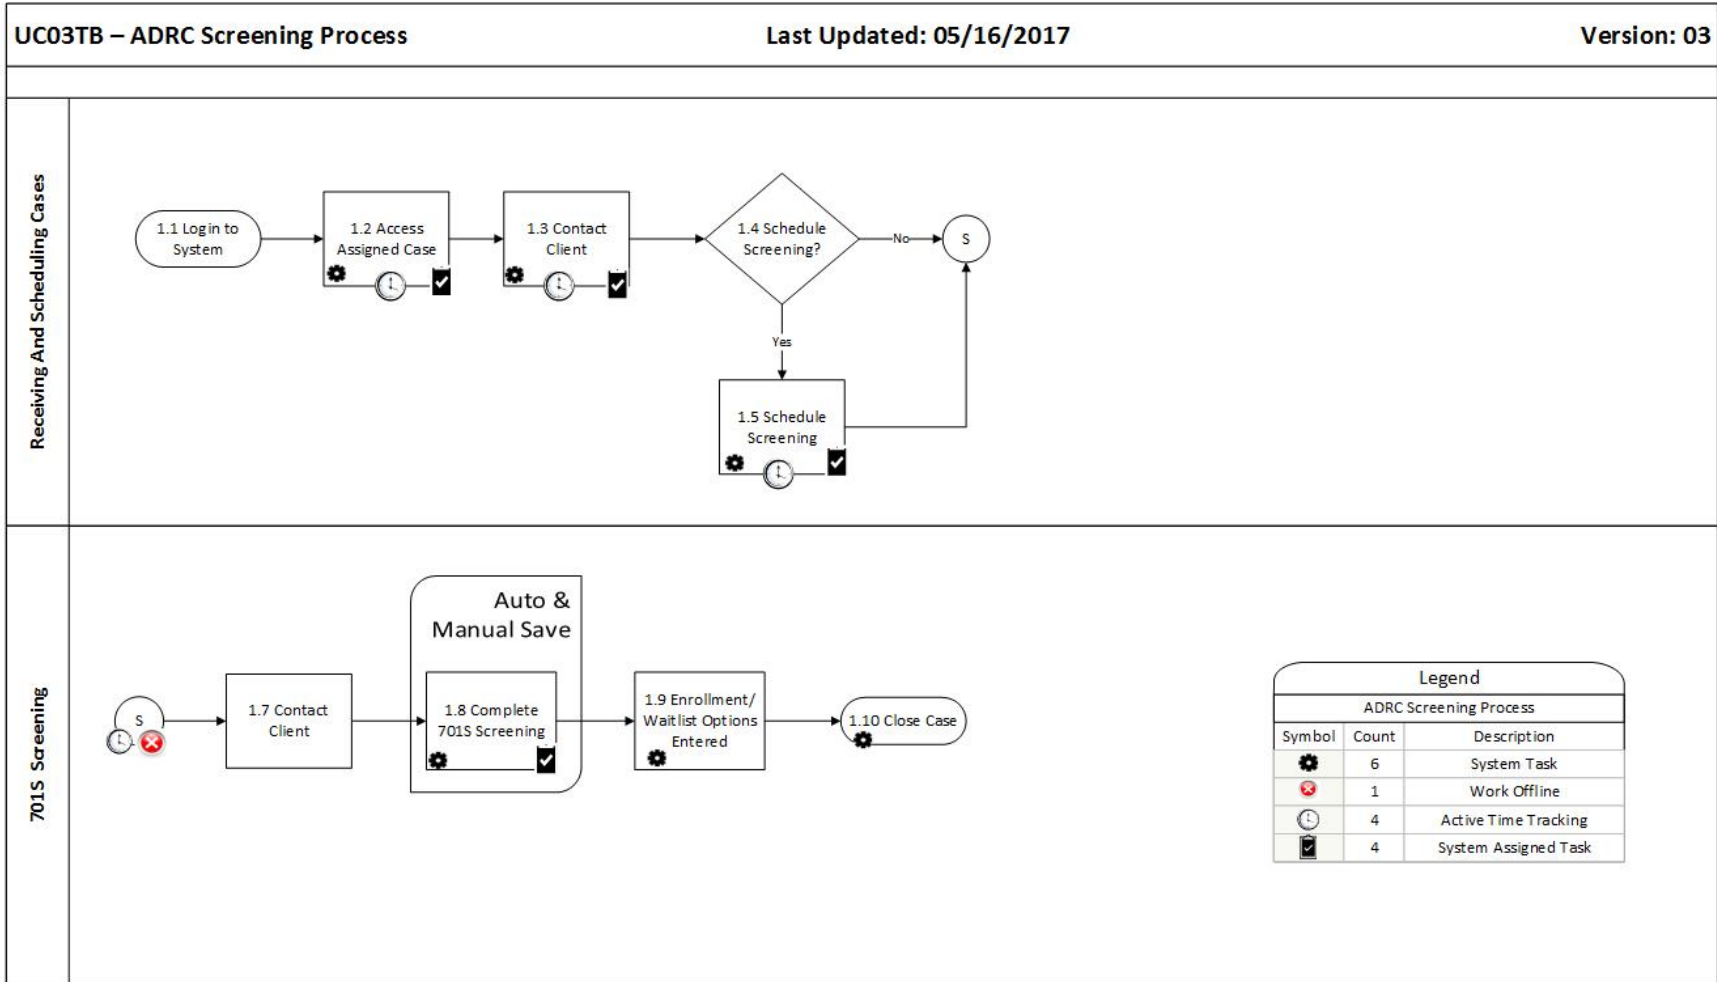 UC03TB – ADRC Screening Process
Last Updated: 05/16/2017
Version: 03
Receiving And Scheduling Cases
1.1 Login to
System
1.2 Access
Assigned Case
1.3 Contact
Client
1.4 Schedule
Screening?
No
S
Yes
1.5 Schedule
Screening
701S Screening
S
1.7 Contact
Client
Auto &
Manual Save
1.8 Complete
701S Screening
1.9 Enrollment/
Waitlist Options
Entered
1.10 Close Case
Legend
ADRC Screening Process
Symbol Count Description
6 System Task
1 Work Offline
4 Active Time Tracking
4 System Assigned Task